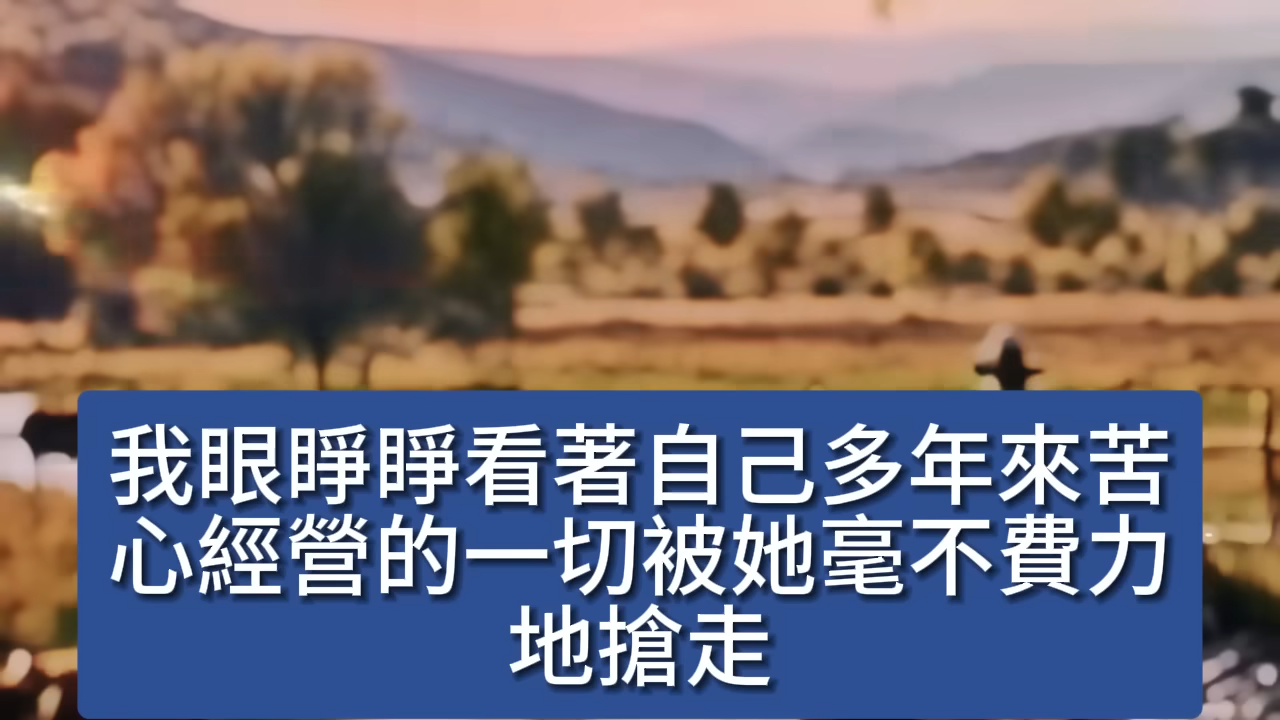 我眼睜睜看著自己多年來苦
心經營的一切被她毫不費力
地搶走